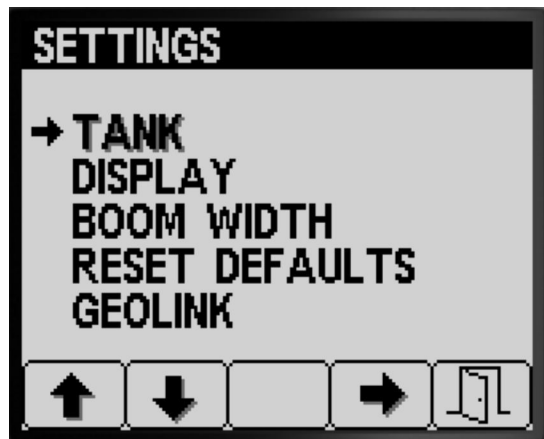 SETTINGS
TANK
DISPLAY
BOOM WIDTH
RESET DEFAULTS
GEOLINK